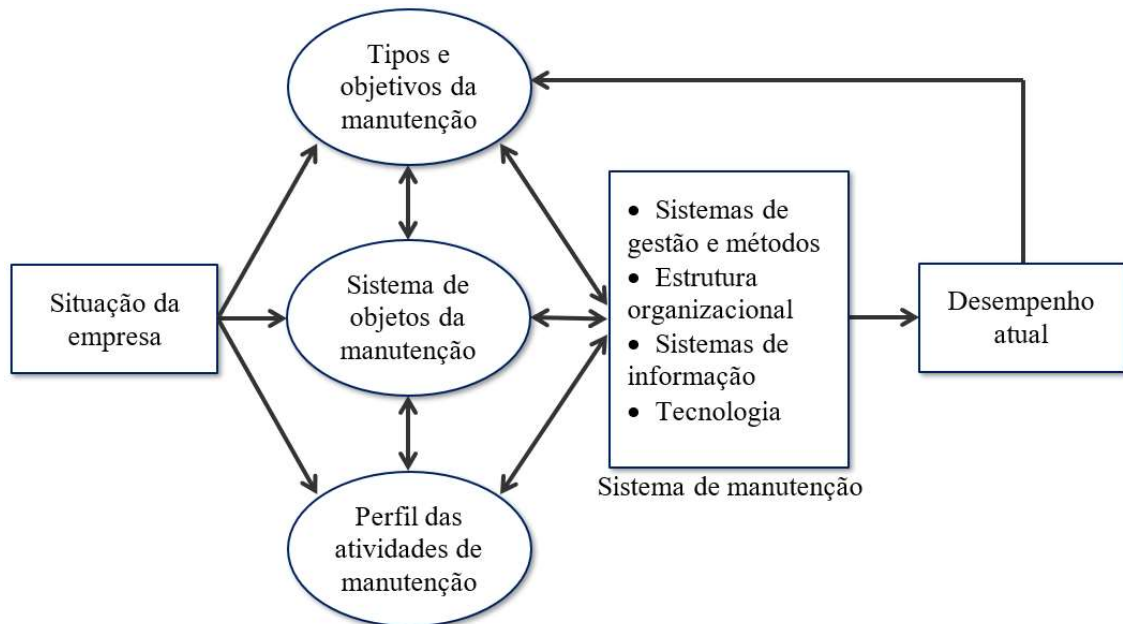 Tipos e
objetivos da
manutenção
Situação da
empresa
Sistema de
objetos da
manutenção
Perfil das
atividades de
manutenção
• Sistemas de
gestão e métodos
• Estrutura
organizacional
• Sistemas de
informação
• Tecnologia
Sistema de manutenção
Desempenho
atual